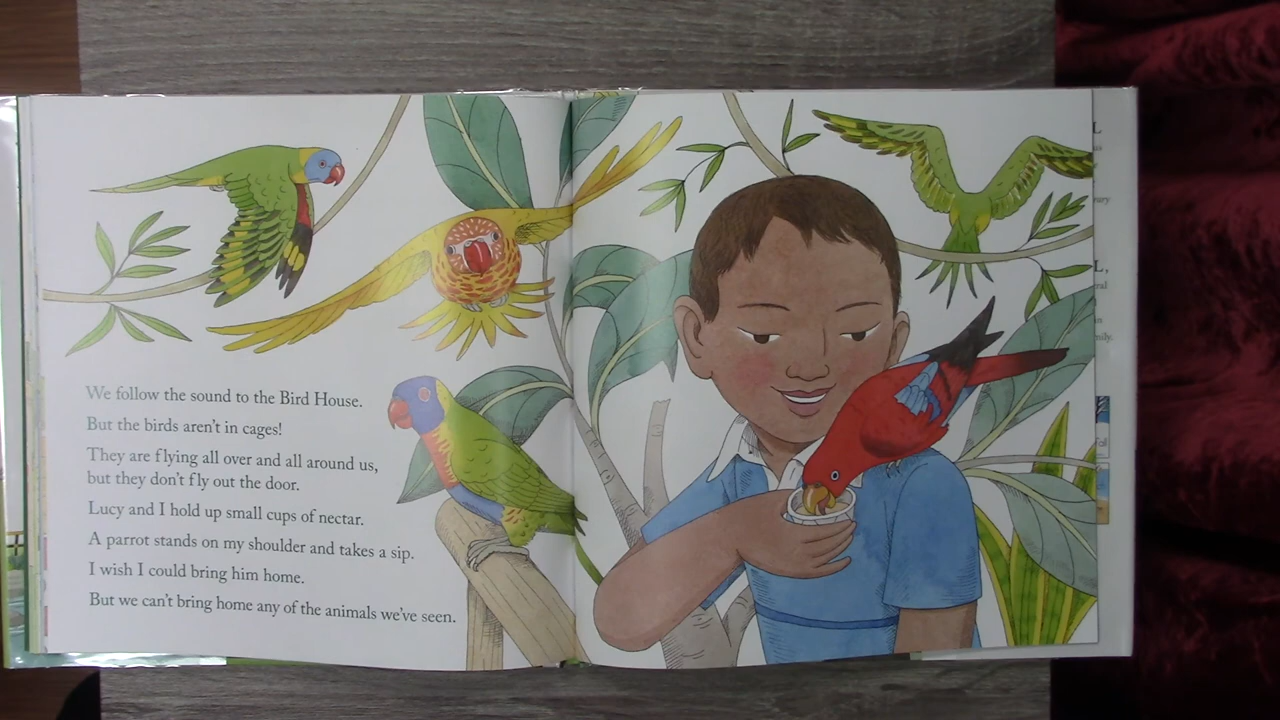 We follow the sound to the Bird House.
But the birds aren't in cages!
They are flying all over and all around us,
but they don't fly out the door.
Lucy and I hold up small cups of nectar.
A parrot stands on my shoulder and takes a sip.
I wish I could bring him home.
But we can't bring home any of the animals we've seen.